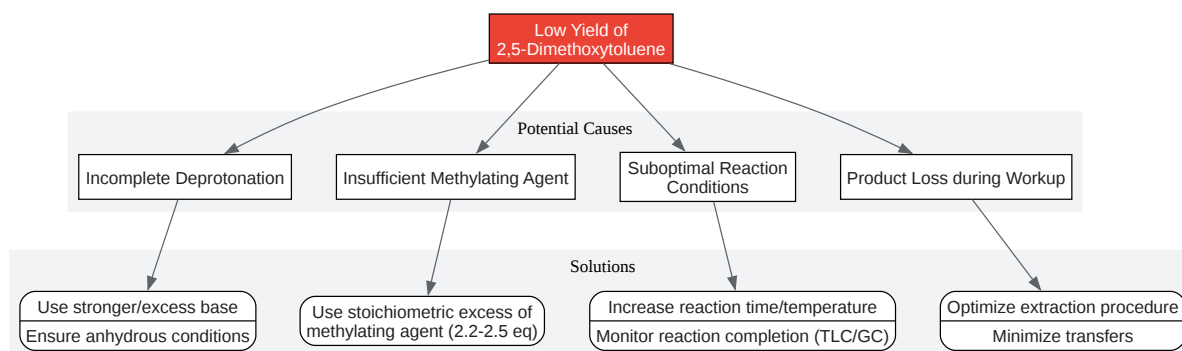 Low Yield of
2,5-Dimethoxytoluene
Potential Causes
Incomplete Deprotonation
Insufficient Methylating Agent
Suboptimal Reaction
Conditions
Product Loss during Workup
Solutions
Use stronger/excess base
Ensure anhydrous conditions
Use stoichiometric excess of
methylating agent (2.2-2.5 eq)
Increase reaction time/temperature
Monitor reaction completion (TLC/GC)
Optimize extraction procedure
Minimize transfers